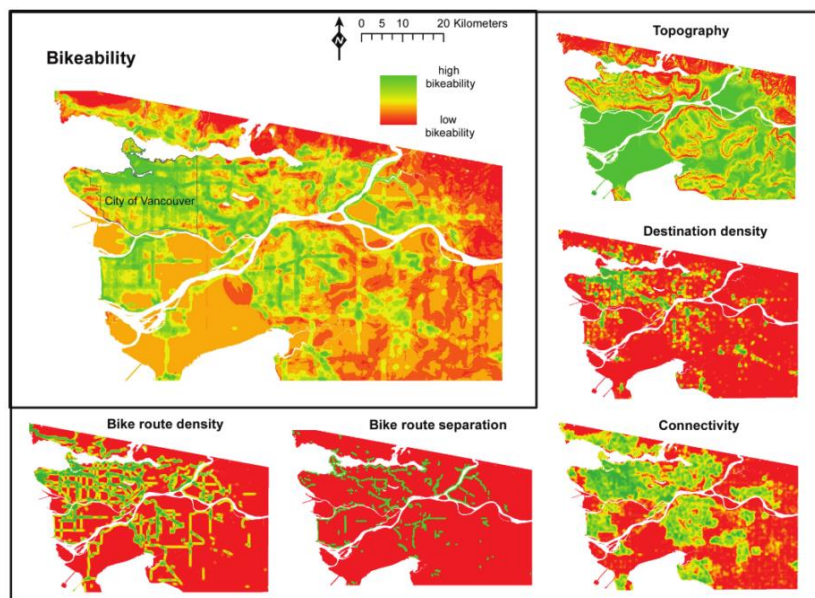 0 5 10 20 Kilometers
N
Bikeability
high
bikeability
low
bikeability
City of Vancouver
Topography
Destination density
Bike route density
Bike route separation
Connectivity